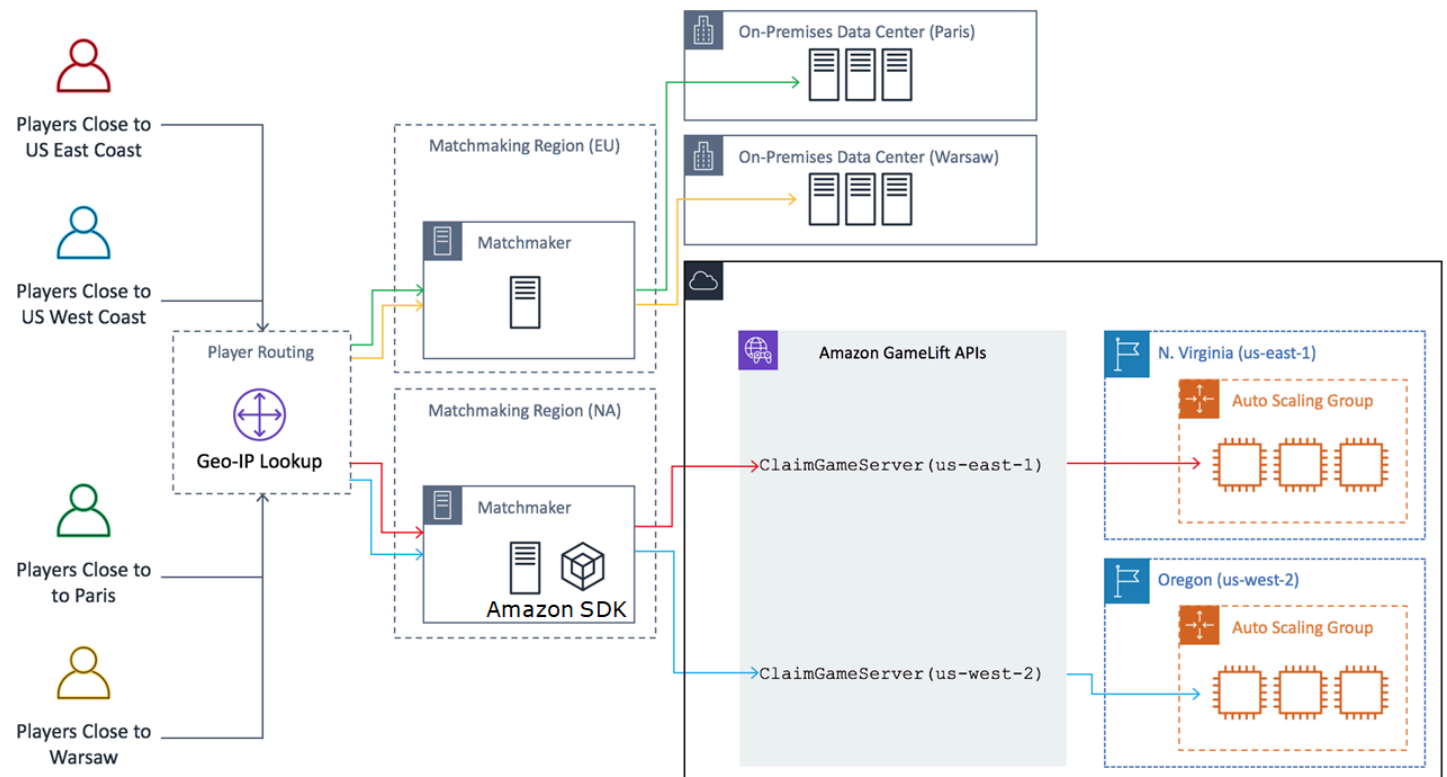 Players Close to
US East Coast
Players Close to
US West Coast
Player Routing
Geo-IP Lookup
Players Close to
to Paris
Players Close to
Warsaw
Matchmaking Region (EU)
Matchmaker
Matchmaking Region (NA)
Matchmaker
Amazon SDK
On-Premises Data Center (Paris)
On-Premises Data Center (Warsaw)
Amazon GameLift APIs
ClaimGameServer(us-east-1)
ClaimGameServer(us-west-2)
N. Virginia (us-east-1)
Auto Scaling Group
Oregon (us-west-2)
Auto Scaling Group